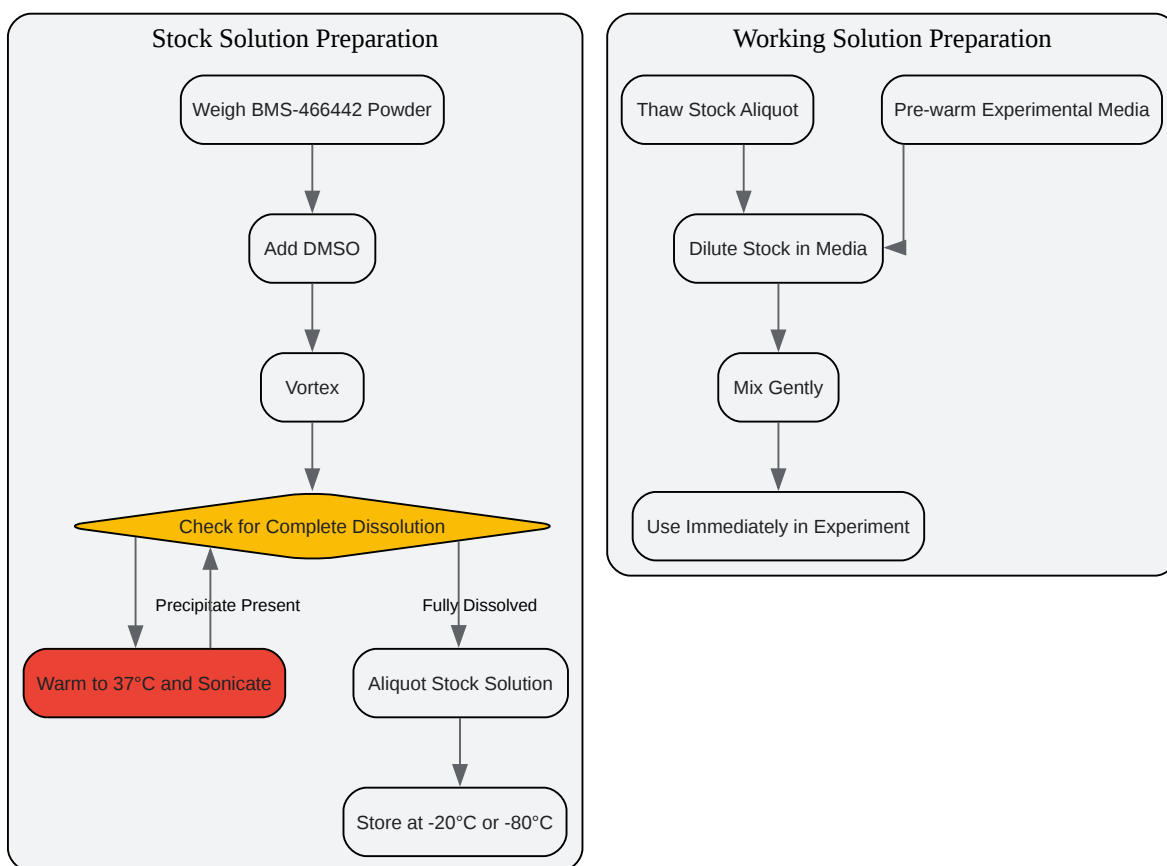 Stock Solution Preparation
Weigh BMS-466442 Powder
Add DMSO
Vortex
Check for Complete Dissolution
Precipitate Present
Fully Dissolved
Warm to 37°C and Sonicate
Aliquot Stock Solution
Store at -20°C or -80°C
Working Solution Preparation
Thaw Stock Aliquot
Pre-warm Experimental Media
Dilute Stock in Media
Mix Gently
Use Immediately in Experiment